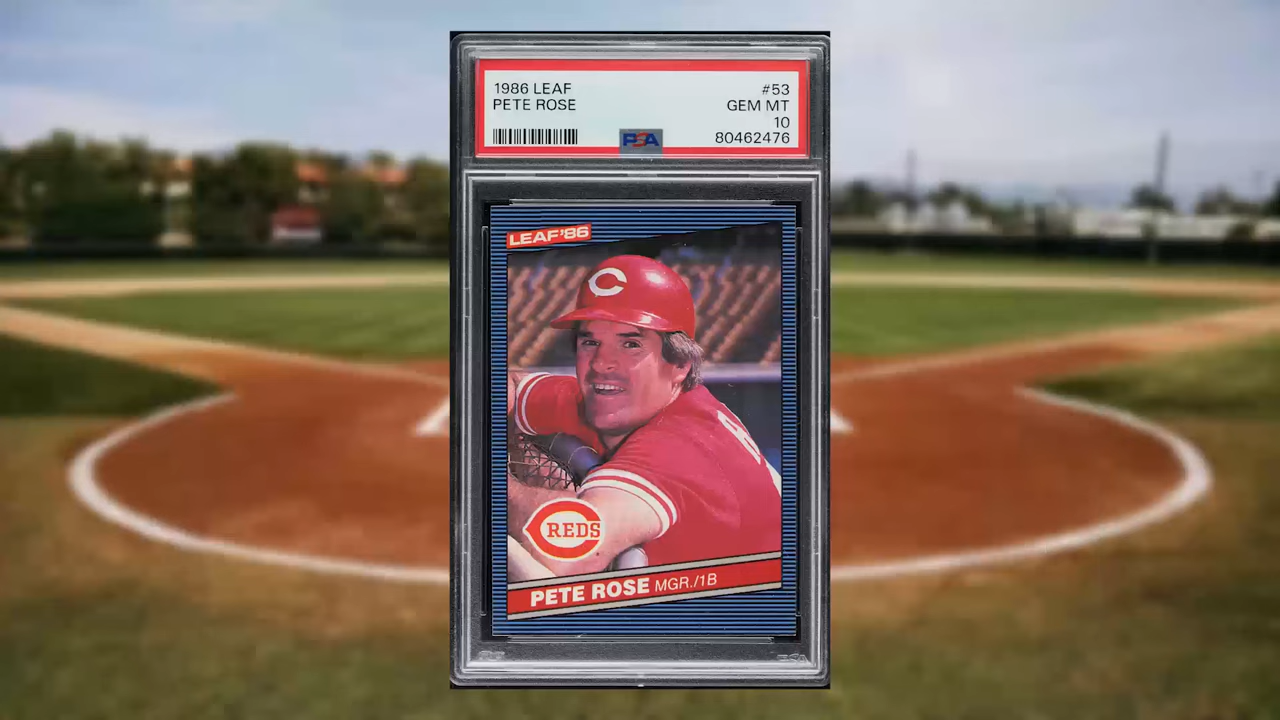 1986 LEAF #53
PETE ROSE GEM MT
10
PSA 80462476
LEAF '86
C
REDS
PETE ROSE MGR./1B